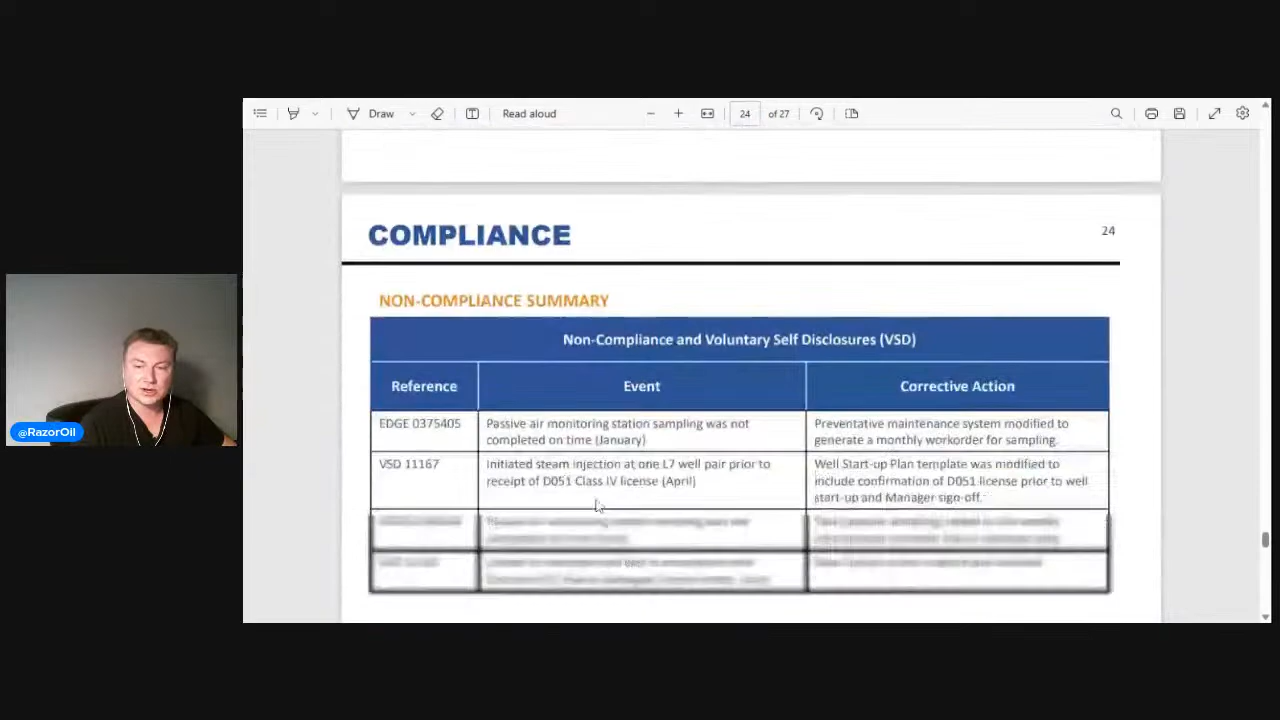 Draw
Read aloud
24
of 27
COMPLIANCE
24
NON-COMPLIANCE SUMMARY
Non-Compliance and Voluntary Self Disclosures (VSD)
Reference
Event
Corrective Action
EDGE 0375405
Passive air monitoring station sampling was not
completed on time (January)
Preventative maintenance system modified to
generate a monthly workorder for sampling.
VSD 11167
Initiated steam injection at one L7 well pair prior to
receipt of D051 Class IV license (April)
Well Start-up Plan template was modified to
include confirmation of D051 license prior to well
start-up and Manager sign-off.
@RazorOil